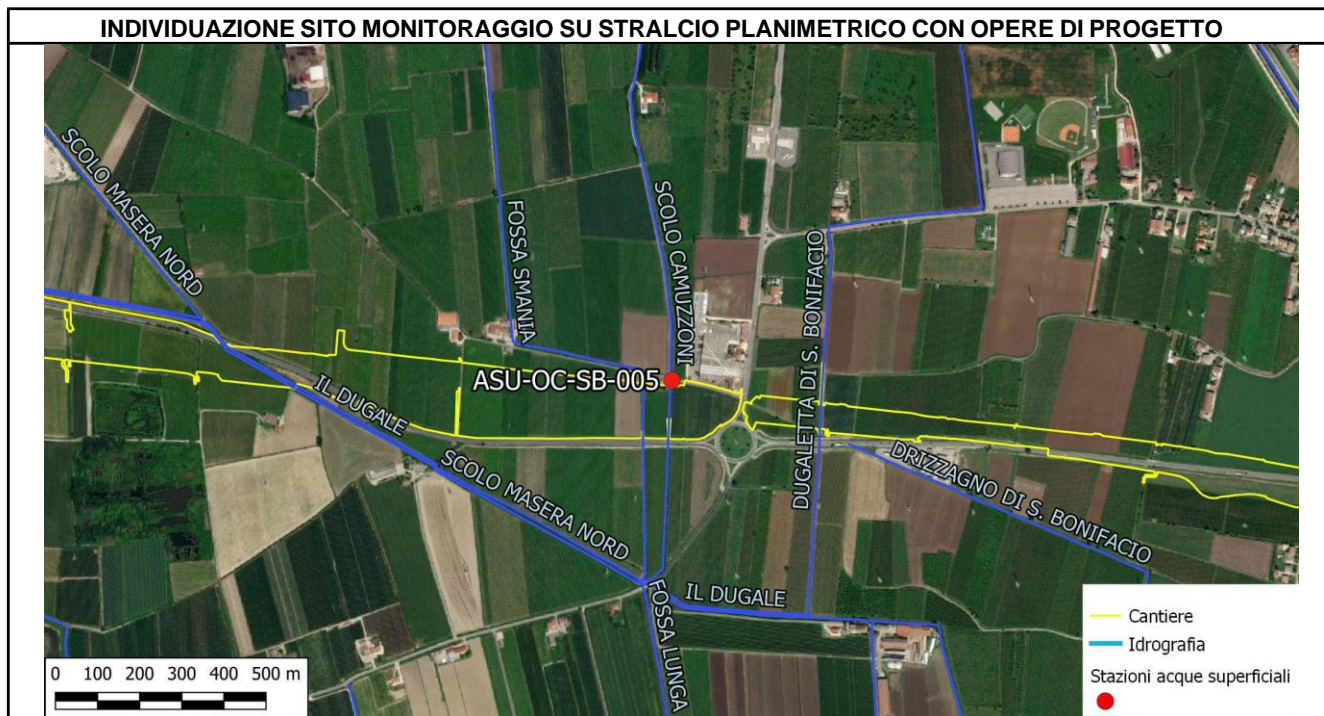 INDIVIDUAZIONE SITO MONITORAGGIO SU STRALCIO PLANIMETRICO CON OPERE DI PROGETTO
SCOLO MASERA NORD
FOSSA SMANIA
SCOLO CAMUZZONI
DUGALETTA DI S. BONIFACIO
ASU-OC-SB-005
IL DUGALE
SCOLO MASERA NORD
DRIZZAGNO DI S. BONIFACIO
IL DUGALE
FOSSA LUNGA
0 100 200 300 400 500 m
Cantiere
Idrografia
Stazioni acque superficiali